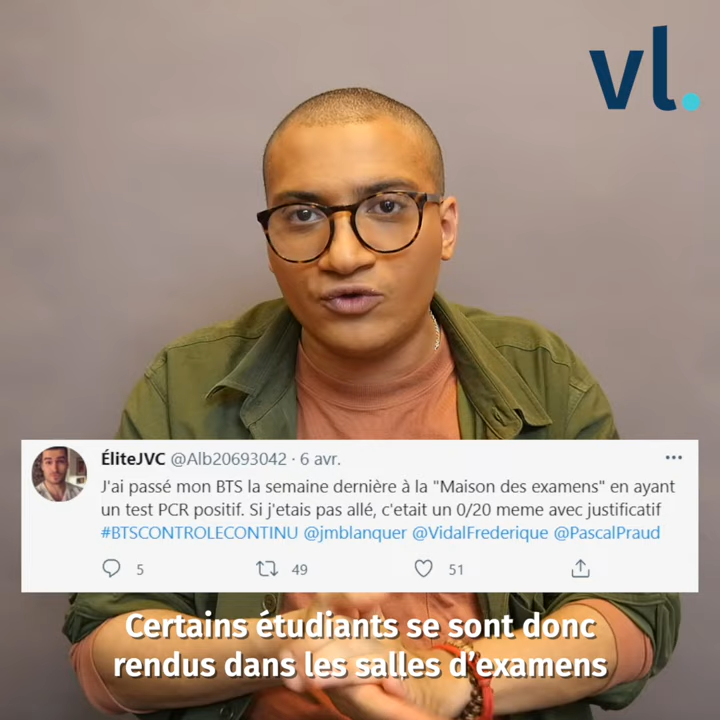 vl.
ÉliteJVC @Alb20693042 · 6 avr.
J'ai passé mon BTS la semaine dernière à la "Maison des examens" en ayant
un test PCR positif. Si j'etais pas allé, c'etait un 0/20 meme avec justificatif
#BTSCONTROLECONTINU @jmblanquer @VidalFrederique @PascalPraud
5 49 51
Certains étudiants se sont donc
rendus dans les salles d'examens